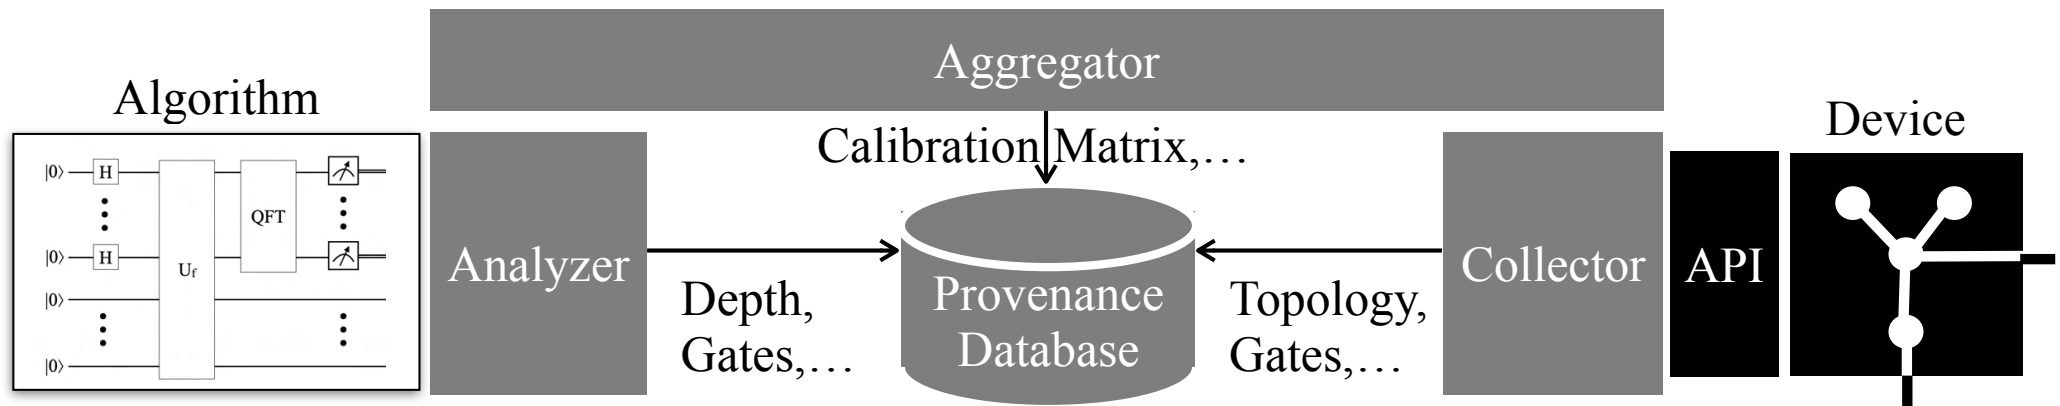 Aggregator
Algorithm
Device
Calibration Matrix,…
|0⟩ H
QFT
|0⟩ H
U_f
|0⟩
|0⟩
Analyzer
Depth,
Gates,…
Provenance
Database
Topology,
Gates,…
Collector
API